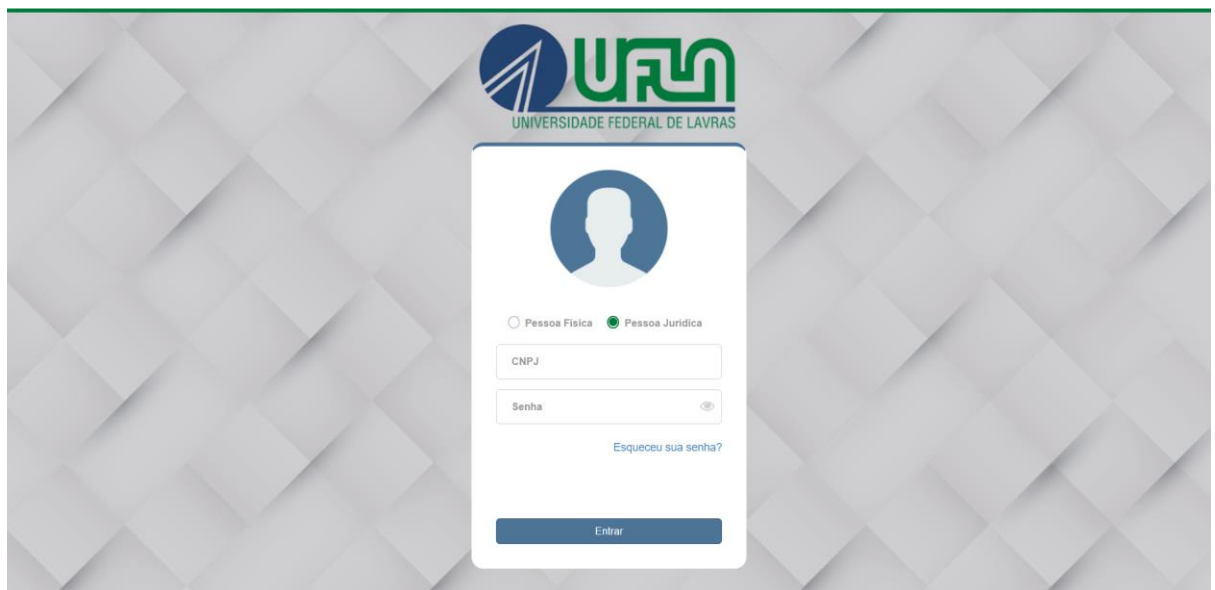 UFLA
UNIVERSIDADE FEDERAL DE LAVRAS
Pessoa Física Pessoa Jurídica
CNPJ
Senha
Esqueceu sua senha?
Entrar